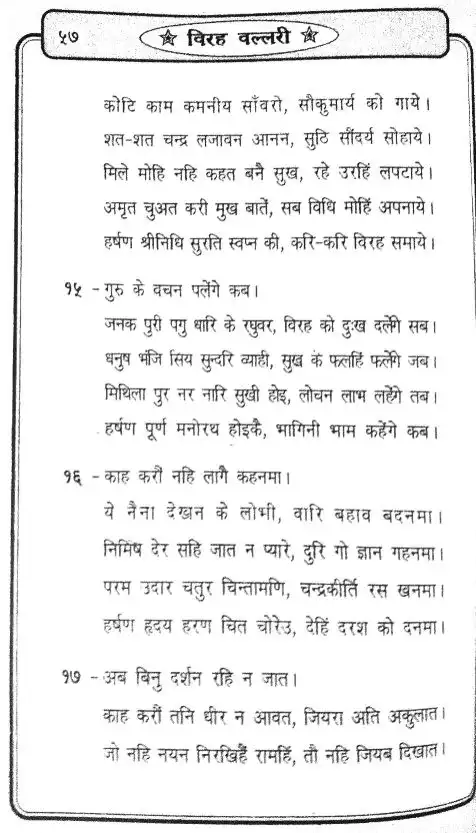 ५७
विरह वल्लरी
कोटि काम कमनीय साँवरो, सौकुमार्य को गाये।
शत-शत चन्द्र लजावन आनन, सुठि सौंदर्य सोहाये।
मिले मोहि नहि कहत बनै सुख, रहे उरहिं लपटाये।
अमृत चुअत करी मुख बातें, सब विधि मोहिं अपनाये।
हर्षण श्रीनिधि सुरति स्वप्न की, करि-करि विरह समाये।
१५ - गुरु के वचन पलेंगे कब।
जनक पुरी पगु धारि के रघुवर, विरह को दुःख दलेंगे सब।
धनुष भंजि सिय सुन्दरि व्याही, सुख के फलहिं फलेंगे जब।
मिथिला पुर नर नारि सुखी होइ, लोचन लाभ लहेंगे तब।
हर्षण पूर्ण मनोरथ होइकै, भागिनी भाम कहेंगे कब।
१६ - काह करौं नहि लागै कहनमा।
ये नैना देखन के लोभी, वारि बहाव बदनमा।
निमिष देर सहि जात न प्यारे, दुरि गो ज्ञान गहनमा।
परम उदार चतुर चिन्तामणि, चन्द्रकीर्ति रस खनमा।
हर्षण हृदय हरण चित चोरेउ, देहिं दरश को दनमा।
१७ - अब बिनु दर्शन रहि न जात।
काह करौं तनि धीर न आवत, जियरा अति अकुलात।
जो नहि नयन निरखिहैं रामहिं, तौ नहि जियब दिखात।